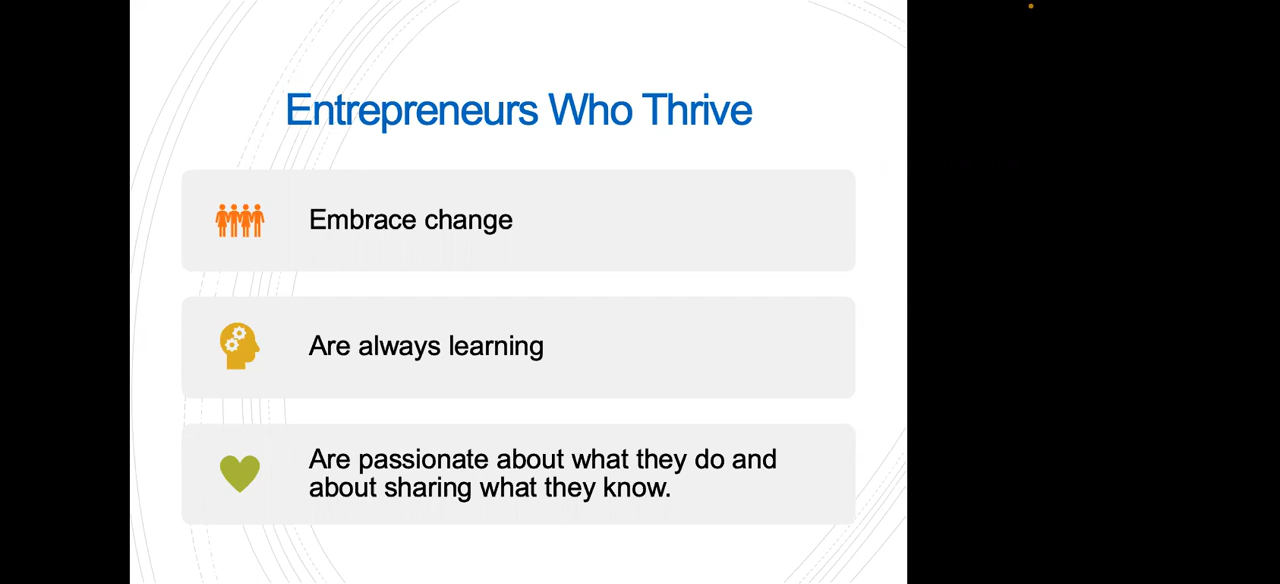 Entrepreneurs Who Thrive
Embrace change
Are always learning
Are passionate about what they do and
about sharing what they know.